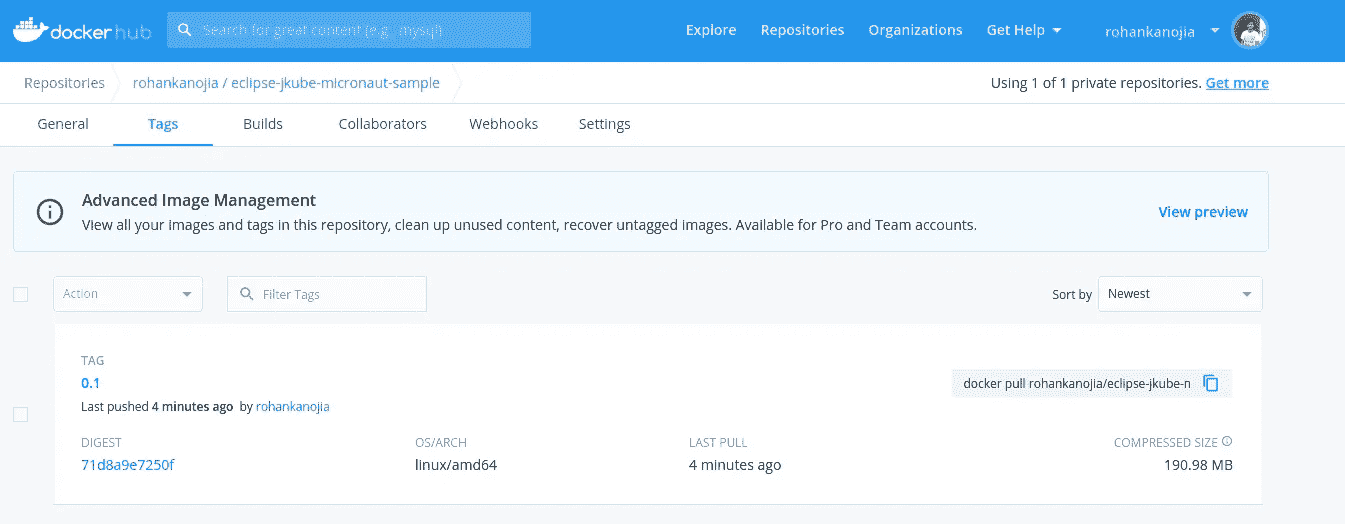 docker hub
Search for great content (e.g., mysql)
Explore Repositories Organizations Get Help rohankanojia
Repositories rohankanojia / eclipse-jkube-micronaut-sample Using 1 of 1 private repositories. Get more
General Tags Builds Collaborators Webhooks Settings
Advanced Image Management
View all your images and tags in this repository, clean up unused content, recover untagged images. Available for Pro and Team accounts.
View preview
Action Filter Tags Sort by Newest
TAG
0.1
docker pull rohankanojia/eclipse-jkube-n
Last pushed 4 minutes ago by rohankanojia
DIGEST OS/ARCH LAST PULL COMPRESSED SIZE
71d8a9e7250f linux/amd64 4 minutes ago 190.98 MB